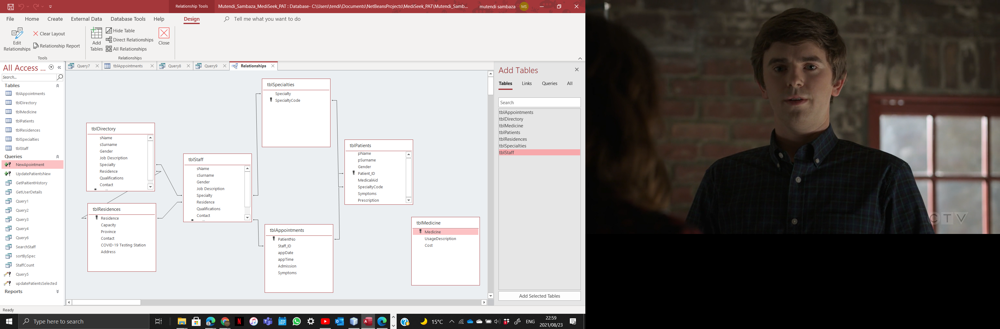 Relationship Tools
Mutendi_Sambaza_MediSeek_PAT : Database- C:\Users\tendi\Documents\NetBeansProjects\MediSeek_PAT\Mutendi_Samb...
mutendi sambaza
MS
File Home Create External Data Database Tools Help Design Tell me what you want to do
Edit Relationships
Clear Layout
Relationship Report
Tools
Add Tables
Hide Table
Direct Relationships
All Relationships
Close
Relationships
All Access ...
Search...
Tables
tblAppointments
tblDirectory
tblMedicine
tblPatients
tblResidences
tblSpecialties
tblStaff
Queries
NewApointment
UpdatePatientsNew
GetPaitientHistory
GetUserDetails
Query1
Query2
Query3
Query4
Query6
SearchStaff
sortBySpec
StaffCount
Query5
updatePatientsSelected
Reports
Query7
tblAppointments
Query8
Query9
Relationships
tblDirectory
sName
sSurname
Gender
Job Description
Specialty
Residence
Qualifications
Contact
tblResidences
Residence
Capacity
Province
Contact
COVID-19 Testing Station
Address
tblStaff
sName
sSurname
Gender
Job Description
Specialty
Residence
Qualifications
Contact
tblSpecialties
Specialty
SpecialtyCode
tblAppointments
PatientNo
Staff_ID
appDate
appTime
Admission
Symptoms
tblPatients
pName
pSurname
Gender
Patient_ID
MedicalAid
SpecialtyCode
Symptoms
Prescription
tblMedicine
Medicine
UsageDescription
Cost
Add Tables
Tables Links Queries All
Search
tblAppointments
tblDirectory
tblMedicine
tblPatients
tblResidences
tblSpecialties
tblStaff
Add Selected Tables
CTV
Ready
Type here to search
15°C
ENG
22:59
2021/08/23